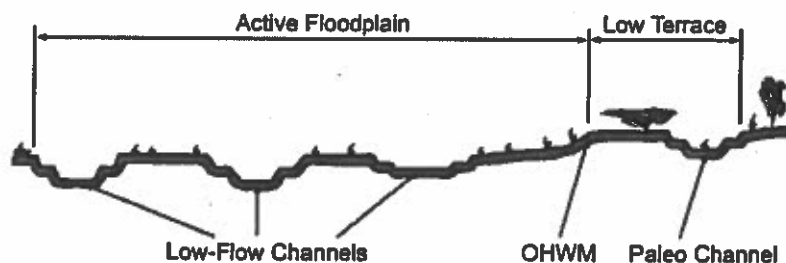 Active Floodplain
Low Terrace
Low-Flow Channels
OHWM
Paleo Channel